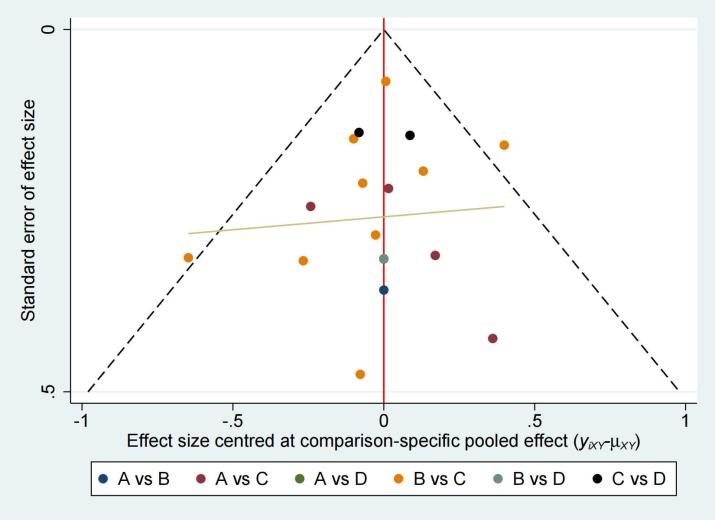 Standard error of effect size
0
.5
-1
-.5
0
.5
1
Effect size centred at comparison-specific pooled effect (yᵢXY-μXY)
A vs B
A vs C
A vs D
B vs C
B vs D
C vs D